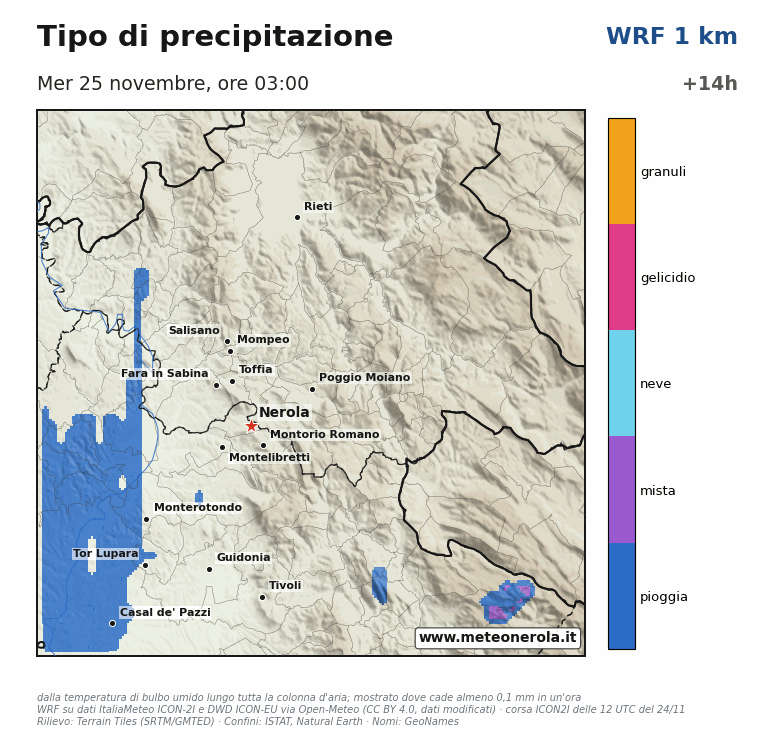 Tipo di precipitazione
WRF 1 km
Mer 25 novembre, ore 03:00
+14h
granuli
gelicidio
neve
mista
pioggia
Rieti
Salisano
Mompeo
Fara in Sabina
Toffia
Poggio Moiano
Nerola
Montorio Romano
Montelibretti
Monterotondo
Tor Lupara
Guidonia
Tivoli
Casal de' Pazzi
www.meteonerola.it
dalla temperatura di bulbo umido lungo tutta la colonna d'aria; mostrato dove cade almeno 0,1 mm in un'ora
WRF su dati ItaliaMeteo ICON-2I e DWD ICON-EU via Open-Meteo (CC BY 4.0, dati modificati) · corsa ICON2I delle 12 UTC del 24/11
Rilievo: Terrain Tiles (SRTM/GMTED) · Confini: ISTAT, Natural Earth · Nomi: GeoNames